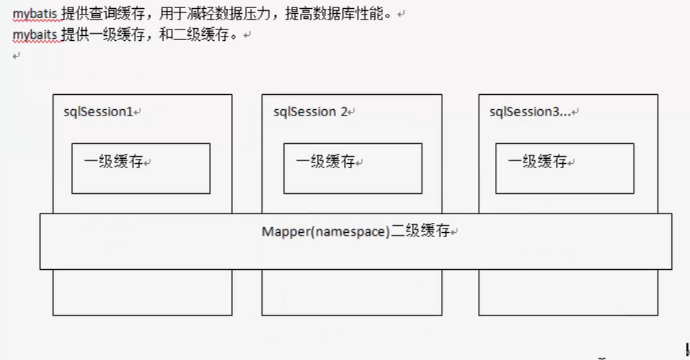 mybatis 提供查询缓存，用于减轻数据压力，提高数据库性能。
mybaits 提供一级缓存，和二级缓存。
sqlSession1
sqlSession 2
sqlSession3...
一级缓存
一级缓存
一级缓存
Mapper(namespace)二级缓存